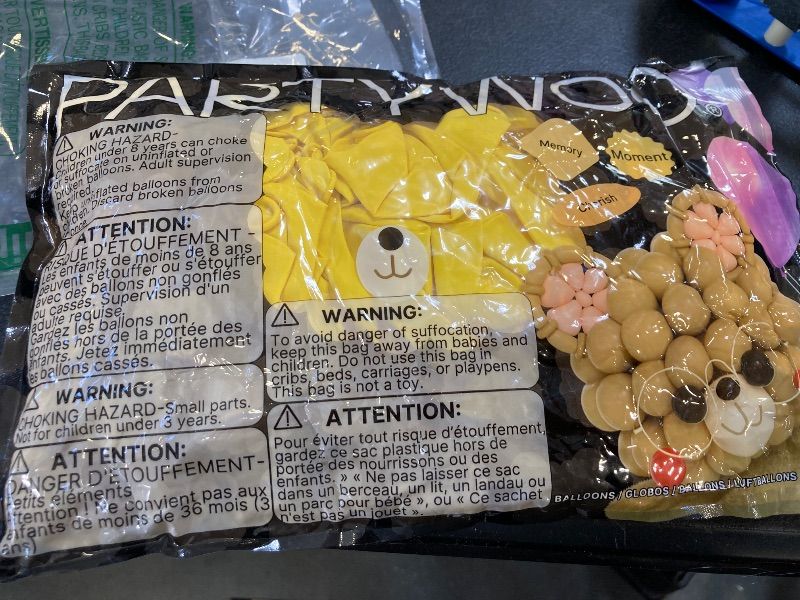 PARTYWOO®
WARNING:
CHOKING HAZARD-
Children under 8 years can choke
or suffocate on uninflated or
broken balloons. Adult supervision
required.
Keep uninflated balloons from
children. Discard broken balloons
ATTENTION:
RISQUE D'ÉTOUFFEMENT -
Les enfants de moins de 8 ans
peuvent s'étouffer ou s'étouffer
avec des ballons non gonflés
ou cassés. Supervision d'un
adulte requise.
Gardez les ballons non
gonflés hors de la portée des
enfants. Jetez immédiatement
les ballons cassés.
WARNING:
CHOKING HAZARD-Small parts.
Not for children under 3 years.
ATTENTION:
DANGER D'ÉTOUFFEMENT-
Petits éléments
Attention ! Ne convient pas aux
enfants de moins de 36 mois (3
ans)
WARNING:
To avoid danger of suffocation,
keep this bag away from babies and
children. Do not use this bag in
cribs, beds, carriages, or playpens.
This bag is not a toy.
ATTENTION:
Pour éviter tout risque d'étouffement,
gardez ce sac plastique hors de
portée des nourrissons ou des
enfants. » « Ne pas laisser ce sac
dans un berceau, un lit, un landau ou
un parc pour bébé », ou « Ce sachet
n'est pas un jouet ».
Memory
Moment
Cherish
BALLOONS / GLOBOS / BALLONS / LUFTBALLONS